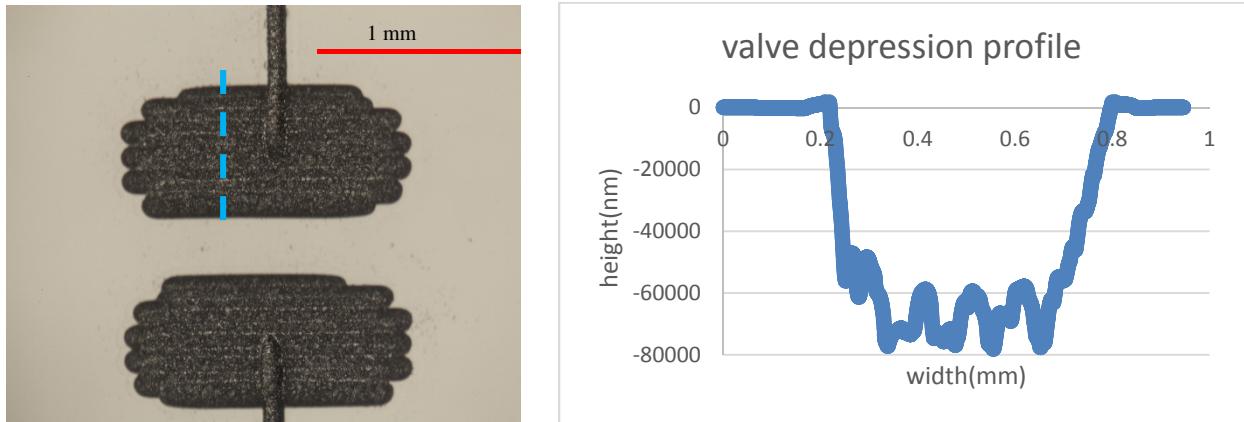 1 mm
valve depression profile
0
-20000
-40000
-60000
-80000
height(nm)
0
0.2
0.4
0.6
0.8
1
width(mm)